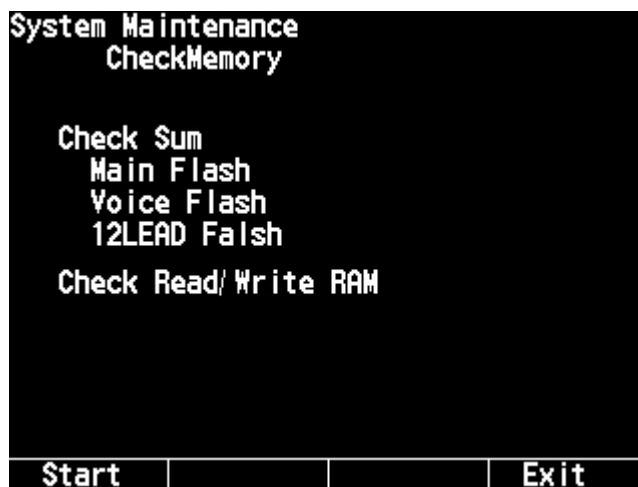 System Maintenance
CheckMemory
Check Sum
Main Flash
Voice Flash
12LEAD Falsh
Check Read/Write RAM
Start Exit